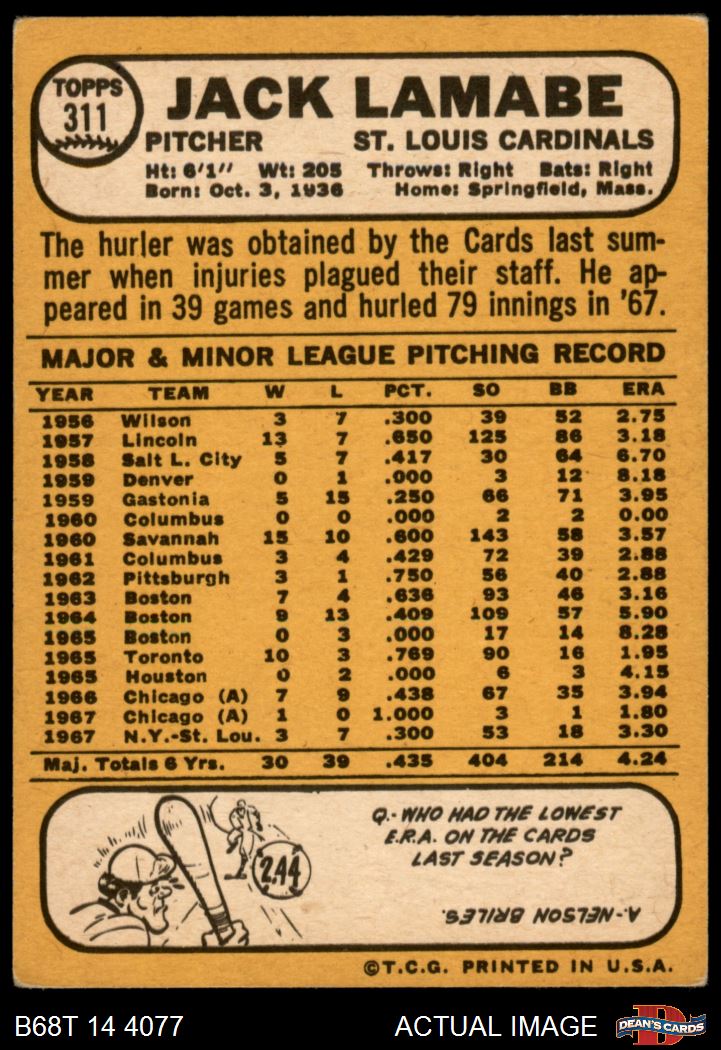 TOPPS
311
JACK LAMABE
PITCHER ST. LOUIS CARDINALS
Ht: 6'1" Wt: 205 Throws: Right Bats: Right
Born: Oct. 3, 1936 Home: Springfield, Mass.
The hurler was obtained by the Cards last sum-
mer when injuries plagued their staff. He ap-
peared in 39 games and hurled 79 innings in '67.
MAJOR & MINOR LEAGUE PITCHING RECORD
YEAR TEAM W L PCT. SO BB ERA
1956 Wilson 3 7 .300 39 52 2.75
1957 Lincoln 13 7 .650 125 86 3.18
1958 Salt L. City 5 7 .417 30 64 6.70
1959 Denver 0 1 .000 3 12 8.18
1959 Gastonia 5 15 .250 66 71 3.95
1960 Columbus 0 0 .000 2 2 0.00
1960 Savannah 15 10 .600 143 58 3.57
1961 Columbus 3 4 .429 72 39 2.88
1962 Pittsburgh 3 1 .750 56 40 2.88
1963 Boston 7 4 .636 93 46 3.16
1964 Boston 9 13 .409 109 57 5.90
1965 Boston 0 3 .000 17 14 8.28
1965 Toronto 10 3 .769 90 16 1.95
1965 Houston 0 2 .000 6 3 4.15
1966 Chicago (A) 7 9 .438 67 35 3.94
1967 Chicago (A) 1 0 1.000 3 1 1.80
1967 N.Y.-St. Lou. 3 7 .300 53 18 3.30
Maj. Totals 6 Yrs. 30 39 .435 404 214 4.24
2.44
Q.- WHO HAD THE LOWEST
E.R.A. ON THE CARDS
LAST SEASON?
A.-NELSON BRILES.
©T.C.G. PRINTED IN U.S.A.
B68T 14 4077 ACTUAL IMAGE
D
DEAN'S CARDS